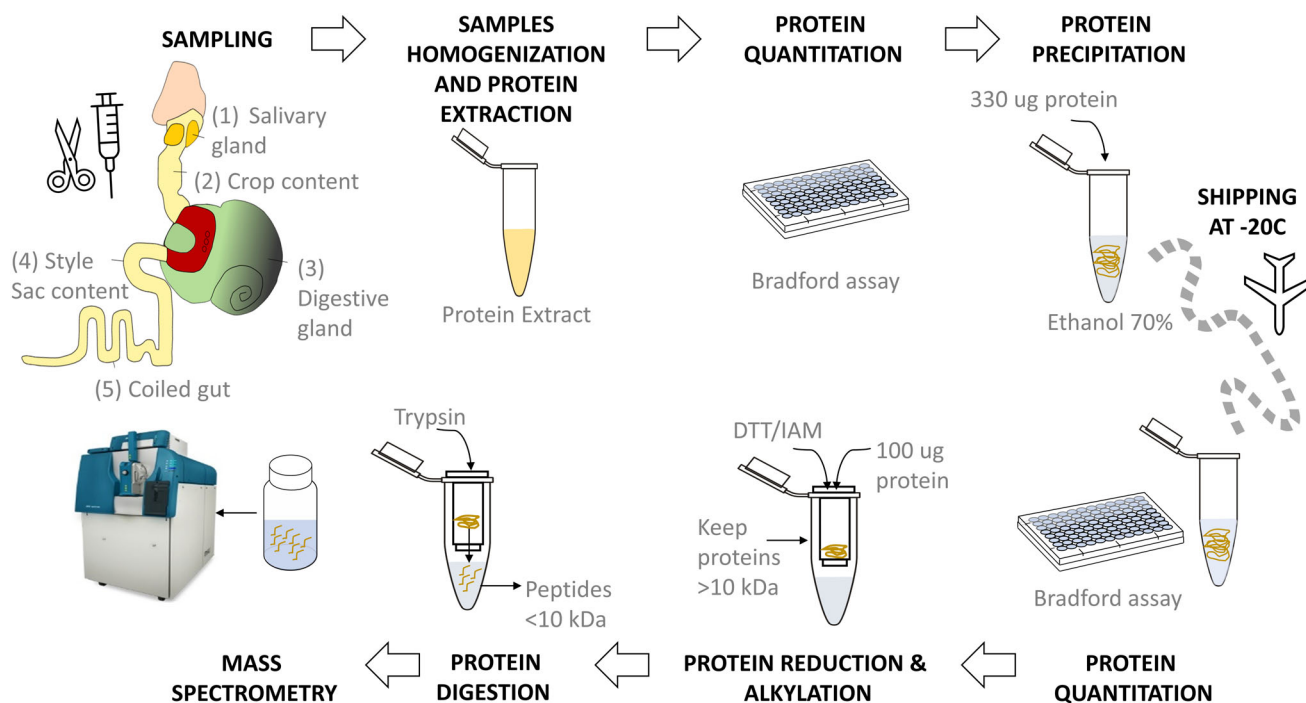 SAMPLING
SAMPLES
HOMOGENIZATION
AND PROTEIN
EXTRACTION
PROTEIN
QUANTITATION
PROTEIN
PRECIPITATION
(1) Salivary
gland
(2) Crop content
(3)
Digestive
gland
(4) Style
Sac content
(5) Coiled gut
Protein Extract
Bradford assay
330 ug protein
Ethanol 70%
SHIPPING
AT -20C
Trypsin
Peptides
<10 kDa
DTT/IAM
100 ug
protein
Keep
proteins
>10 kDa
Bradford assay
MASS
SPECTROMETRY
PROTEIN
DIGESTION
PROTEIN REDUCTION &
ALKYLATION
PROTEIN
QUANTITATION